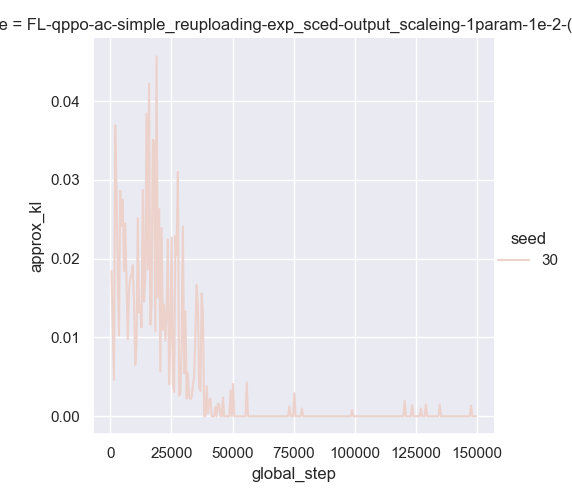 e = FL-qppo-ac-simple_reuploading-exp_sced-output_scaleing-1param-1e-2-(
0.04
0.03
0.02
0.01
0.00
approx_kl
0 25000 50000 75000 100000 125000 150000
global_step
seed
30